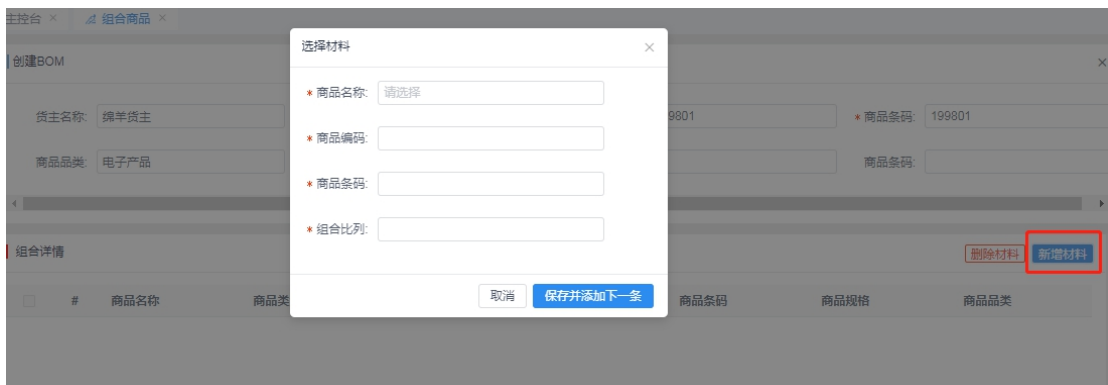 主控台 × 组合商品 ×
创建BOM
选择材料
货主名称: 绵羊货主
* 商品名称: 请选择
9801
* 商品条码: 199801
* 商品编码:
商品品类: 电子产品
商品条码:
* 商品条码:
* 组合比列:
组合详情
删除材料 新增材料
取消 保存并添加下一条
# 商品名称 商品类 商品条码 商品规格 商品品类